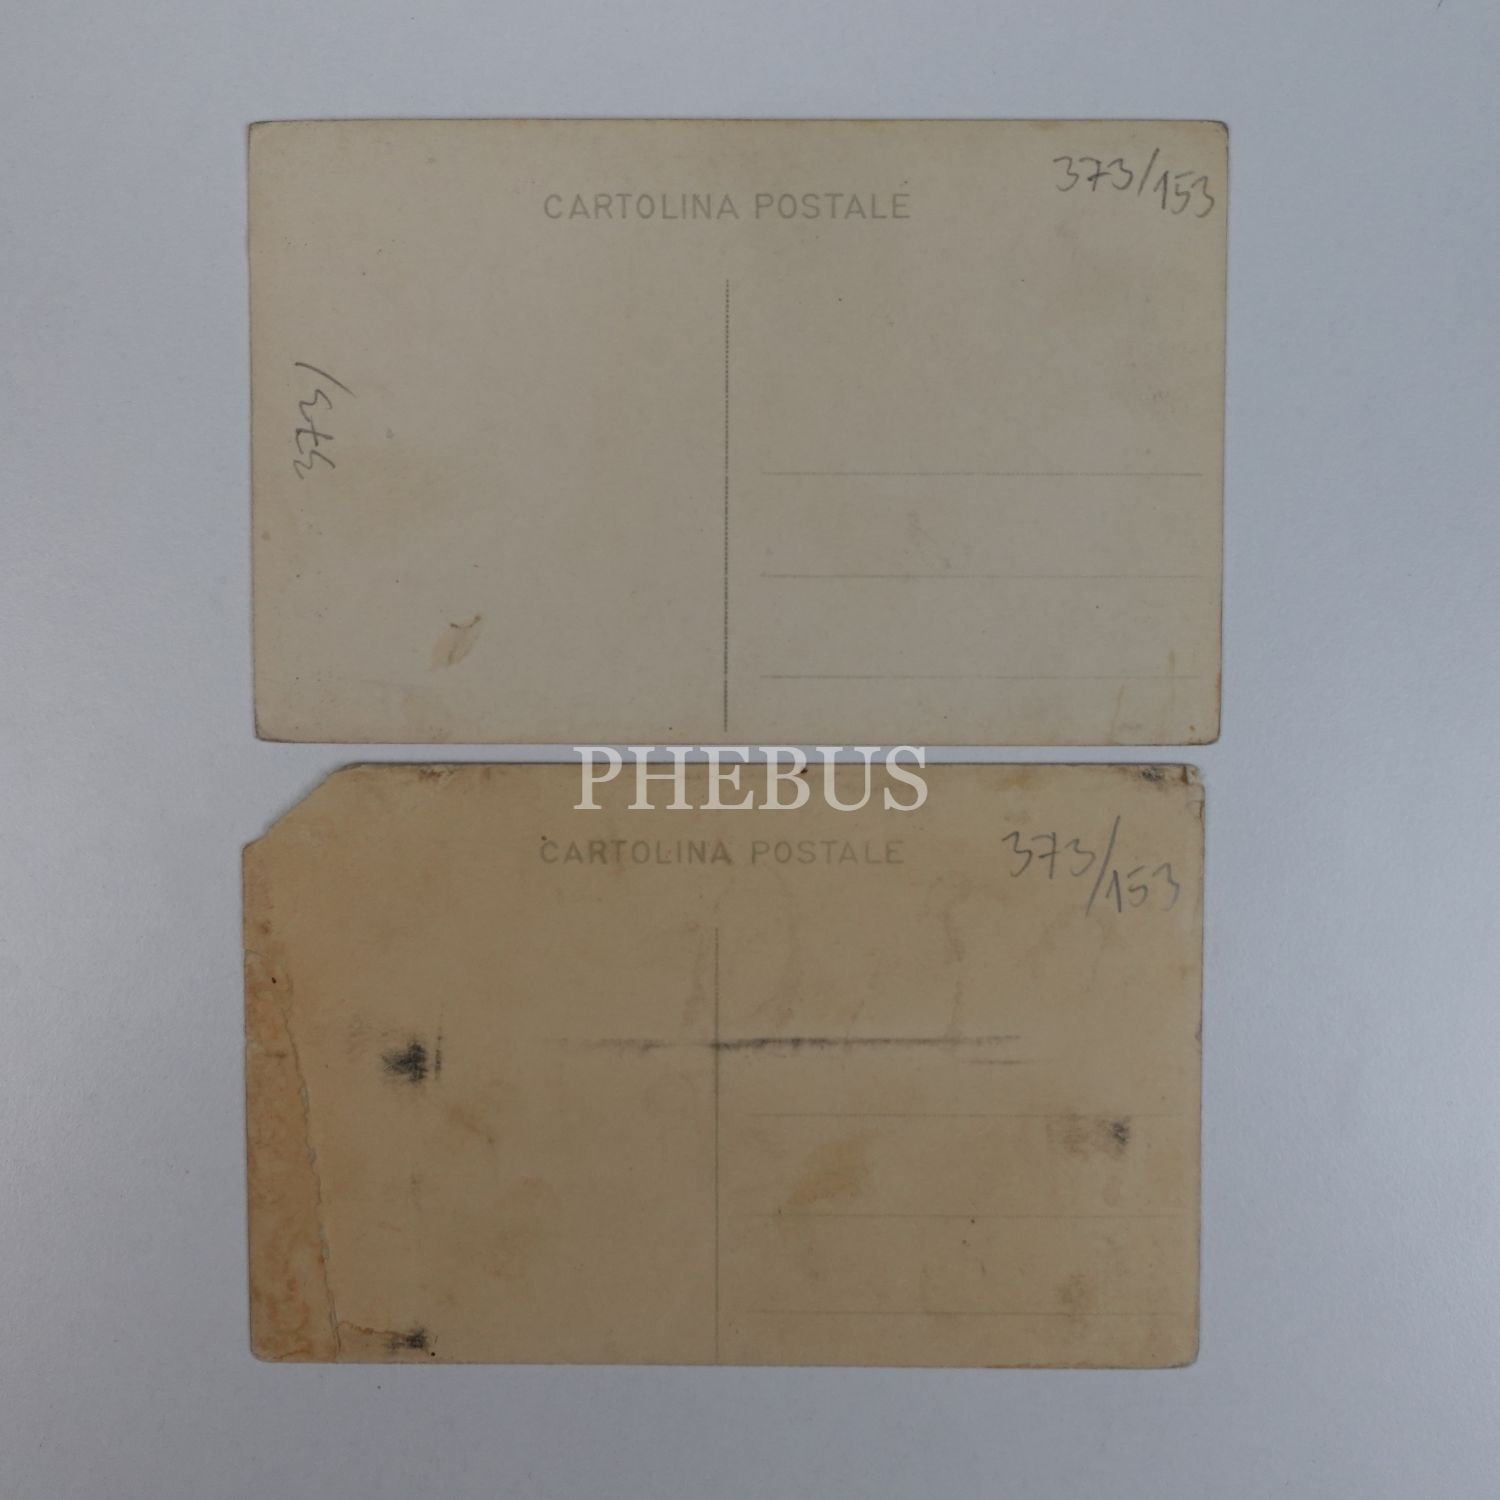 CARTOLINA POSTALE
373/153
373/
PHEBUS
CARTOLINA POSTALE
373/153